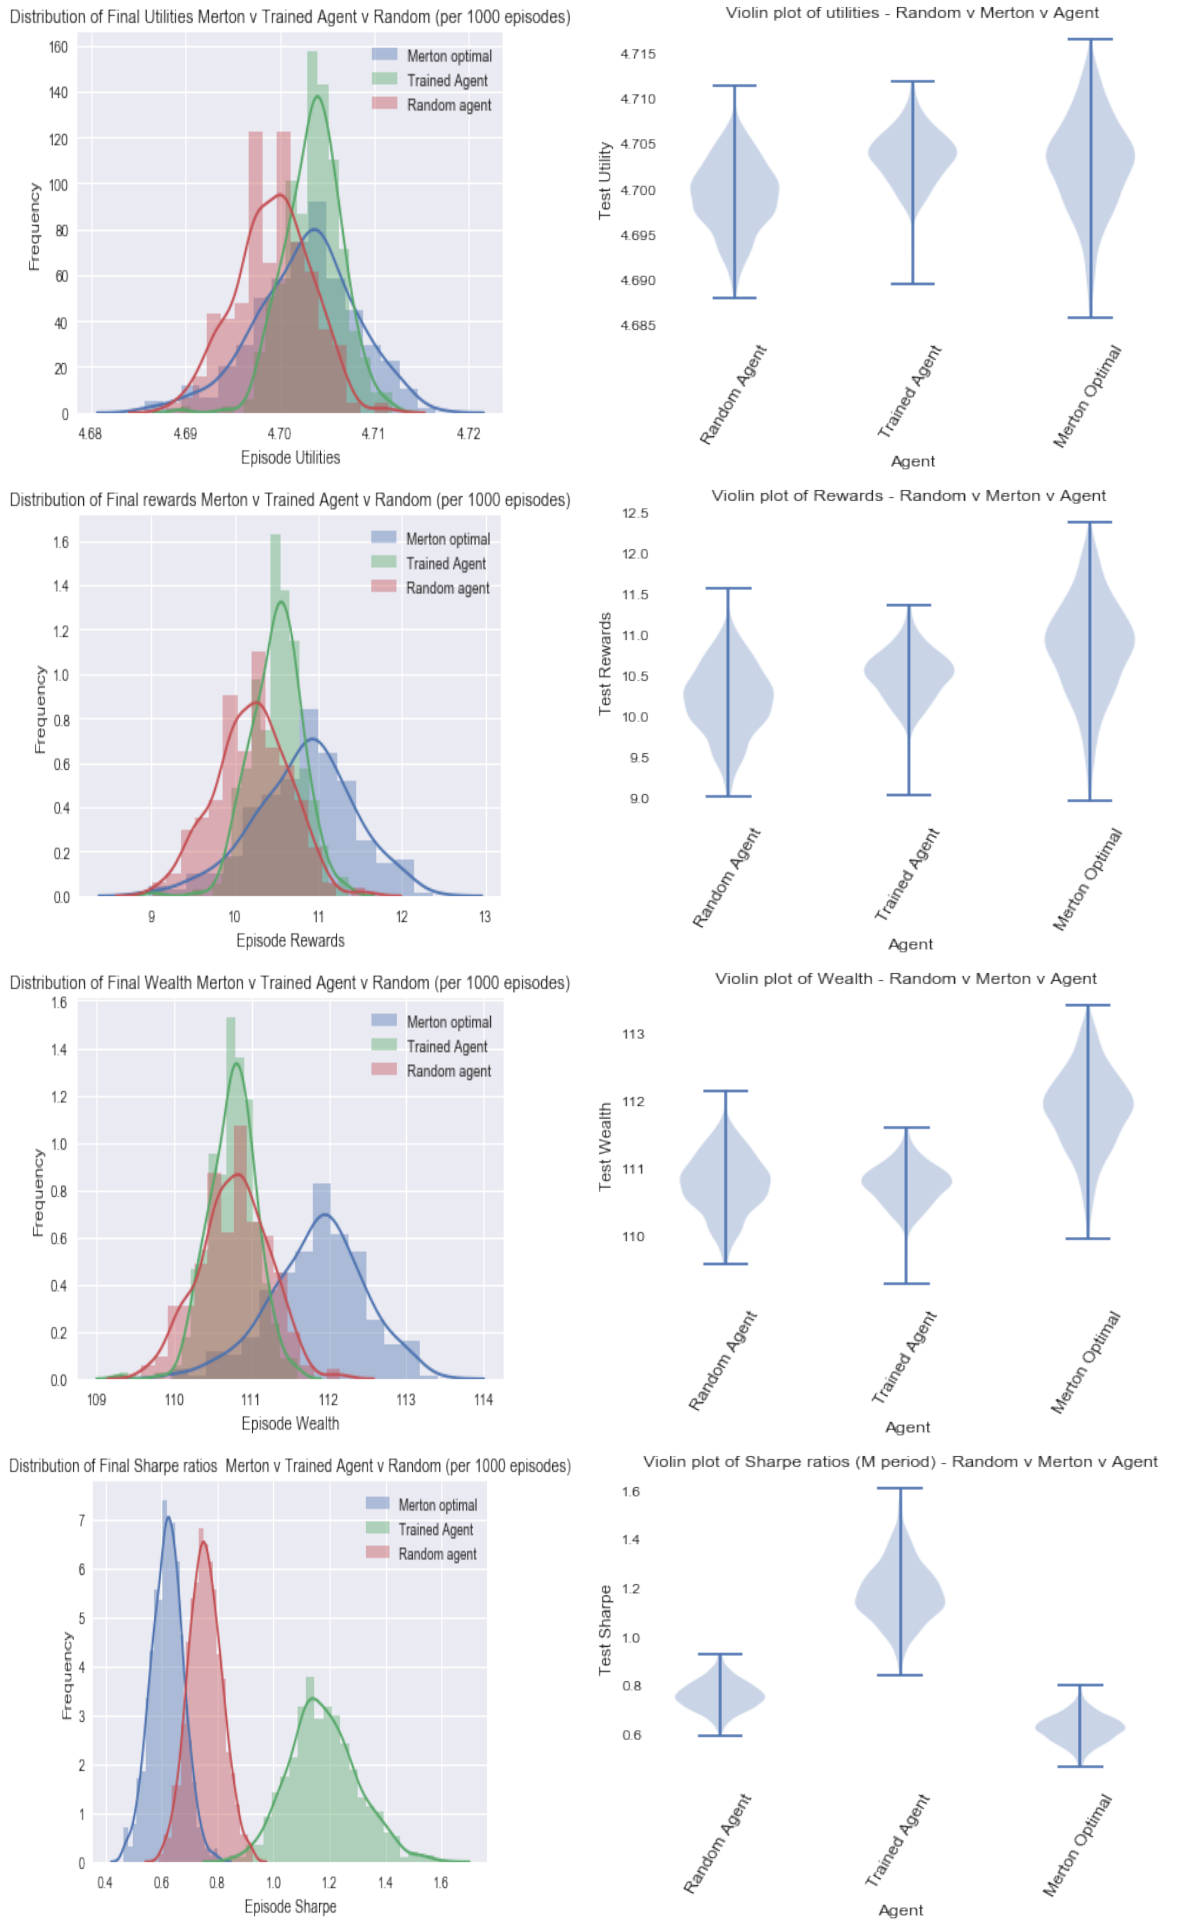 Distribution of Final Utilities Merton v Trained Agent v Random (per 1000 episodes)
160
140
120
100
80
60
40
20
0
Frequency
Merton optimal
Trained Agent
Random agent
4.68 4.69 4.70 4.71 4.72
Episode Utilities
Violin plot of utilities - Random v Merton v Agent
4.715
4.710
4.705
4.700
4.695
4.690
4.685
Test Utility
Random Agent
Trained Agent
Merton Optimal
Agent
Distribution of Final rewards Merton v Trained Agent v Random (per 1000 episodes)
1.6
1.4
1.2
1.0
0.8
0.6
0.4
0.2
0.0
Frequency
Merton optimal
Trained Agent
Random agent
9 10 11 12 13
Episode Rewards
Violin plot of Rewards - Random v Merton v Agent
12.5
12.0
11.5
11.0
10.5
10.0
9.5
9.0
Test Rewards
Random Agent
Trained Agent
Merton Optimal
Agent
Distribution of Final Wealth Merton v Trained Agent v Random (per 1000 episodes)
1.6
1.4
1.2
1.0
0.8
0.6
0.4
0.2
0.0
Frequency
Merton optimal
Trained Agent
Random agent
109 110 111 112 113 114
Episode Wealth
Violin plot of Wealth - Random v Merton v Agent
113
112
111
110
Test Wealth
Random Agent
Trained Agent
Merton Optimal
Agent
Distribution of Final Sharpe ratios Merton v Trained Agent v Random (per 1000 episodes)
7
6
5
4
3
2
1
0
Frequency
Merton optimal
Trained Agent
Random agent
0.4 0.6 0.8 1.0 1.2 1.4 1.6
Episode Sharpe
Violin plot of Sharpe ratios (M period) - Random v Merton v Agent
1.6
1.4
1.2
1.0
0.8
0.6
Test Sharpe
Random Agent
Trained Agent
Merton Optimal
Agent